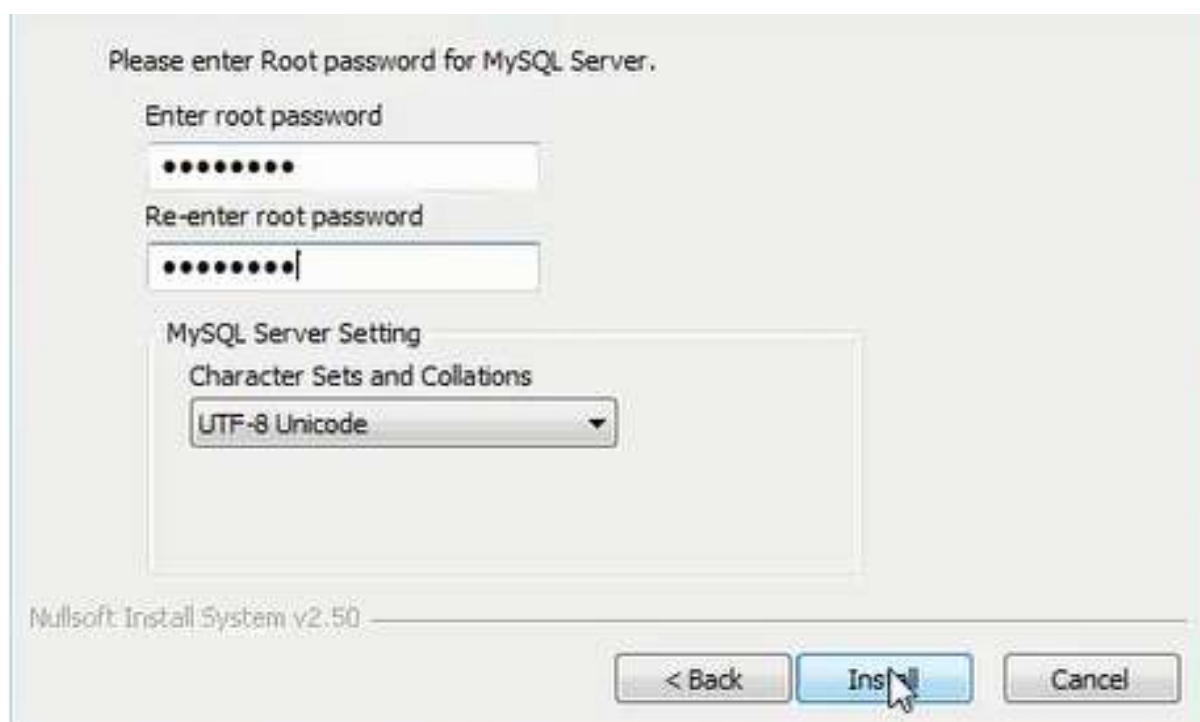 Please enter Root password for MySQL Server.
Enter root password
••••••••
Re-enter root password
••••••••
MySQL Server Setting
Character Sets and Collations
UTF-8 Unicode
Nullsoft Install System v2.50
< Back
Install
Cancel